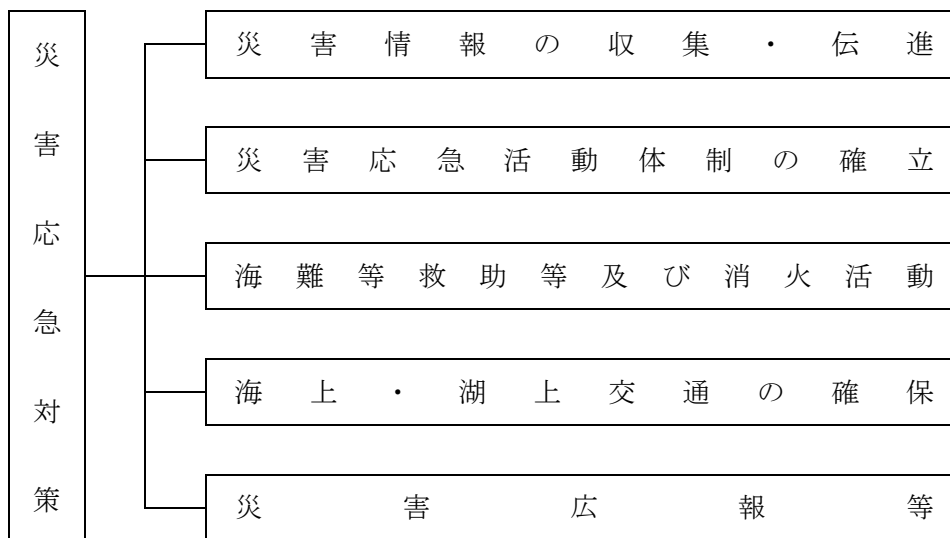 災害応急対策
災害情報の収集・伝進
災害応急活動体制の確立
海難等救助等及び消火活動
海上・湖上交通の確保
災害広報等